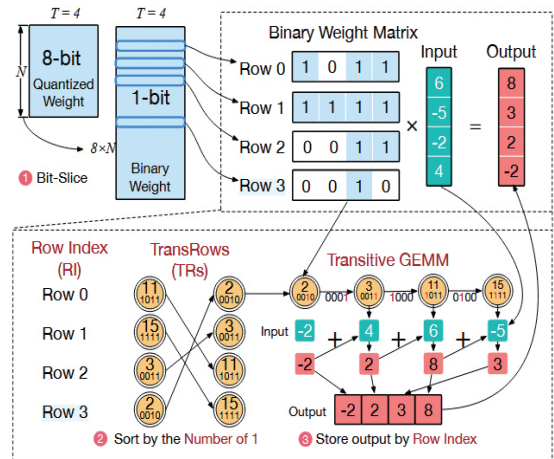 T = 4 T = 4
N
8-bit
Quantized
Weight
1-bit
8×N
Binary
Weight
1 Bit-Slice
Binary Weight Matrix
Input
Output
Row 0 1 0 1 1
Row 1 1 1 1 1
Row 2 0 0 1 1
Row 3 0 0 1 0
×
6
-5
-2
4
=
8
3
2
-2
Row Index
(RI)
TransRows
(TRs)
Row 0 11 1011 2 0010
Row 1 15 1111 3 0011
Row 2 3 0011 11 1011
Row 3 2 0010 15 1111
2 Sort by the Number of 1
Transitive GEMM
2 0010 0001 3 0011 1000 11 1011 0100 15 1111
Input -2 + 4 + 6 + -5
-2 2 8 3
Output -2 2 3 8
3 Store output by Row Index